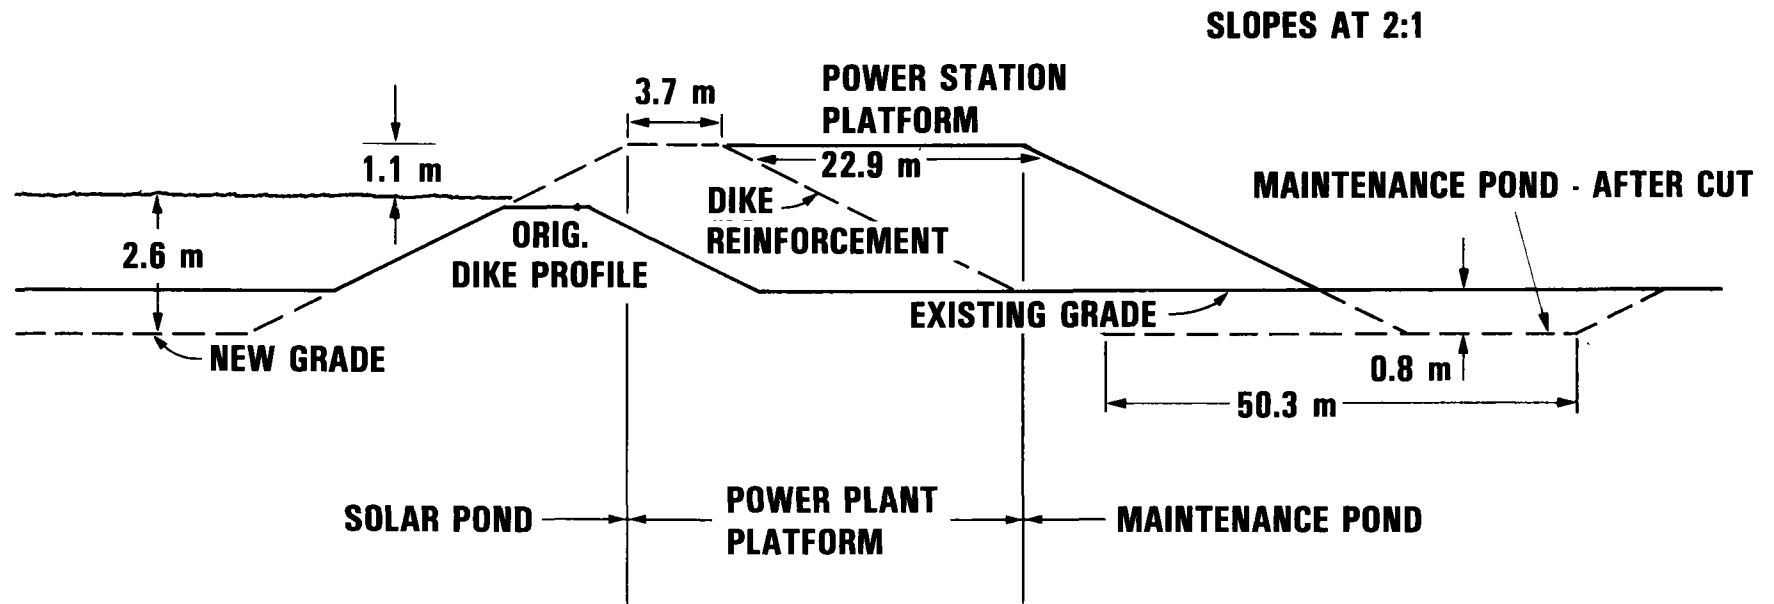 SLOPES AT 2:1
POWER STATION
PLATFORM
3.7 m
1.1 m
22.9 m
MAINTENANCE POND - AFTER CUT
DIKE
REINFORCEMENT
2.6 m
ORIG.
DIKE PROFILE
EXISTING GRADE
NEW GRADE
0.8 m
50.3 m
SOLAR POND
POWER PLANT
PLATFORM
MAINTENANCE POND